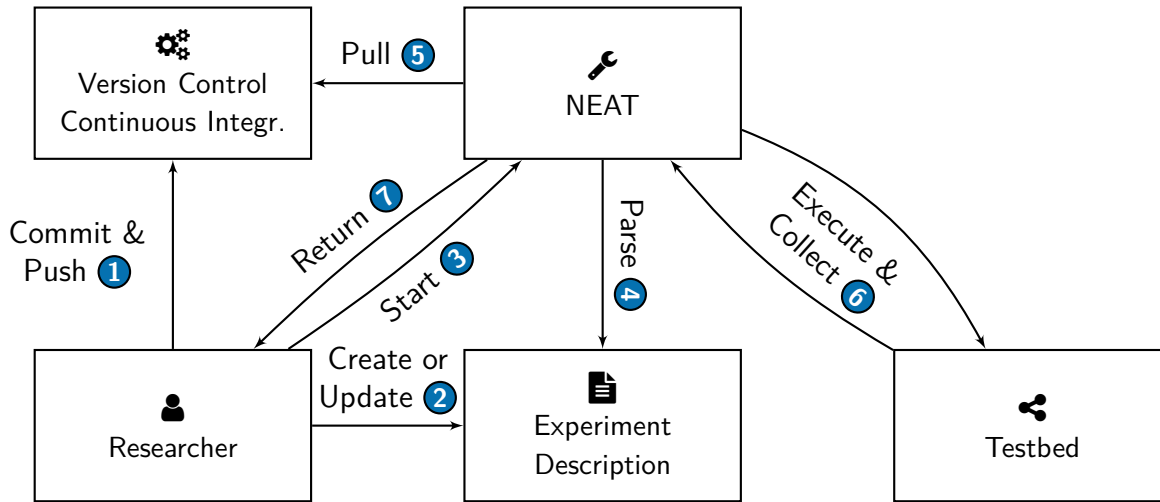 Version Control
Continuous Integr.
Pull 5
NEAT
Commit &
Push 1
Return 7
Start 3
Parse 4
Execute &
Collect 6
Researcher
Create or
Update 2
Experiment
Description
Testbed